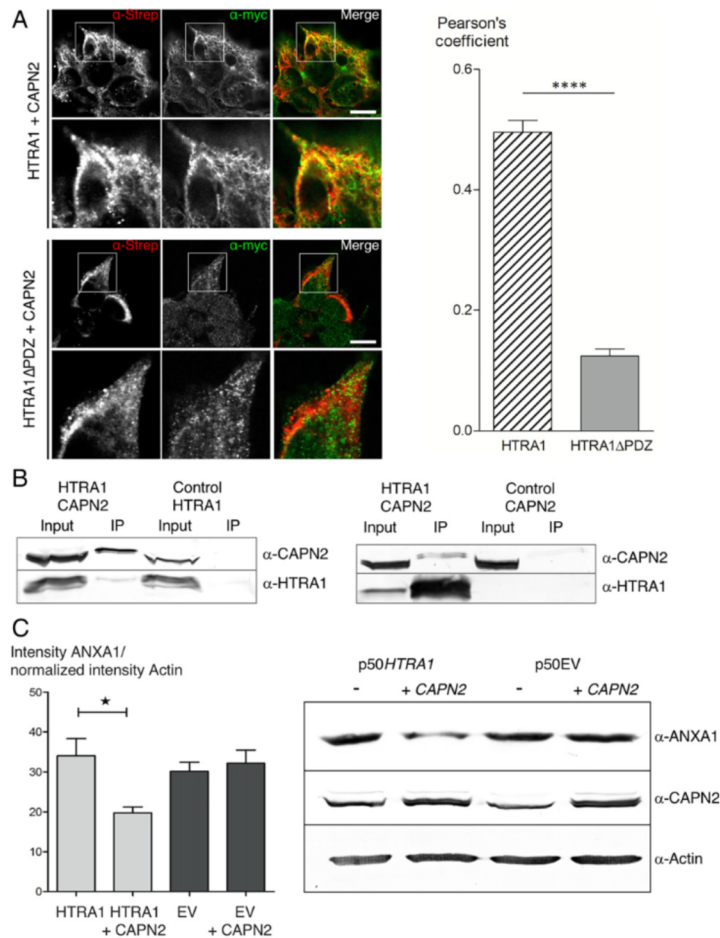 A
α-Strep
α-myc
Merge
HTRA1 + CAPN2
α-Strep
α-myc
Merge
HTRA1ΔPDZ + CAPN2
Pearson's
coefficient
0.6
****
0.4
0.2
0.0
HTRA1
HTRA1ΔPDZ
B
HTRA1 Control
CAPN2 HTRA1
Input IP Input IP
α-CAPN2
α-HTRA1
HTRA1 Control
CAPN2 CAPN2
Input IP Input IP
α-CAPN2
α-HTRA1
C
Intensity ANXA1/
normalized intensity Actin
50
★
40
30
20
10
0
HTRA1 HTRA1 EV EV
+ CAPN2 + CAPN2
p50HTRA1 p50EV
- + CAPN2 - + CAPN2
α-ANXA1
α-CAPN2
α-Actin